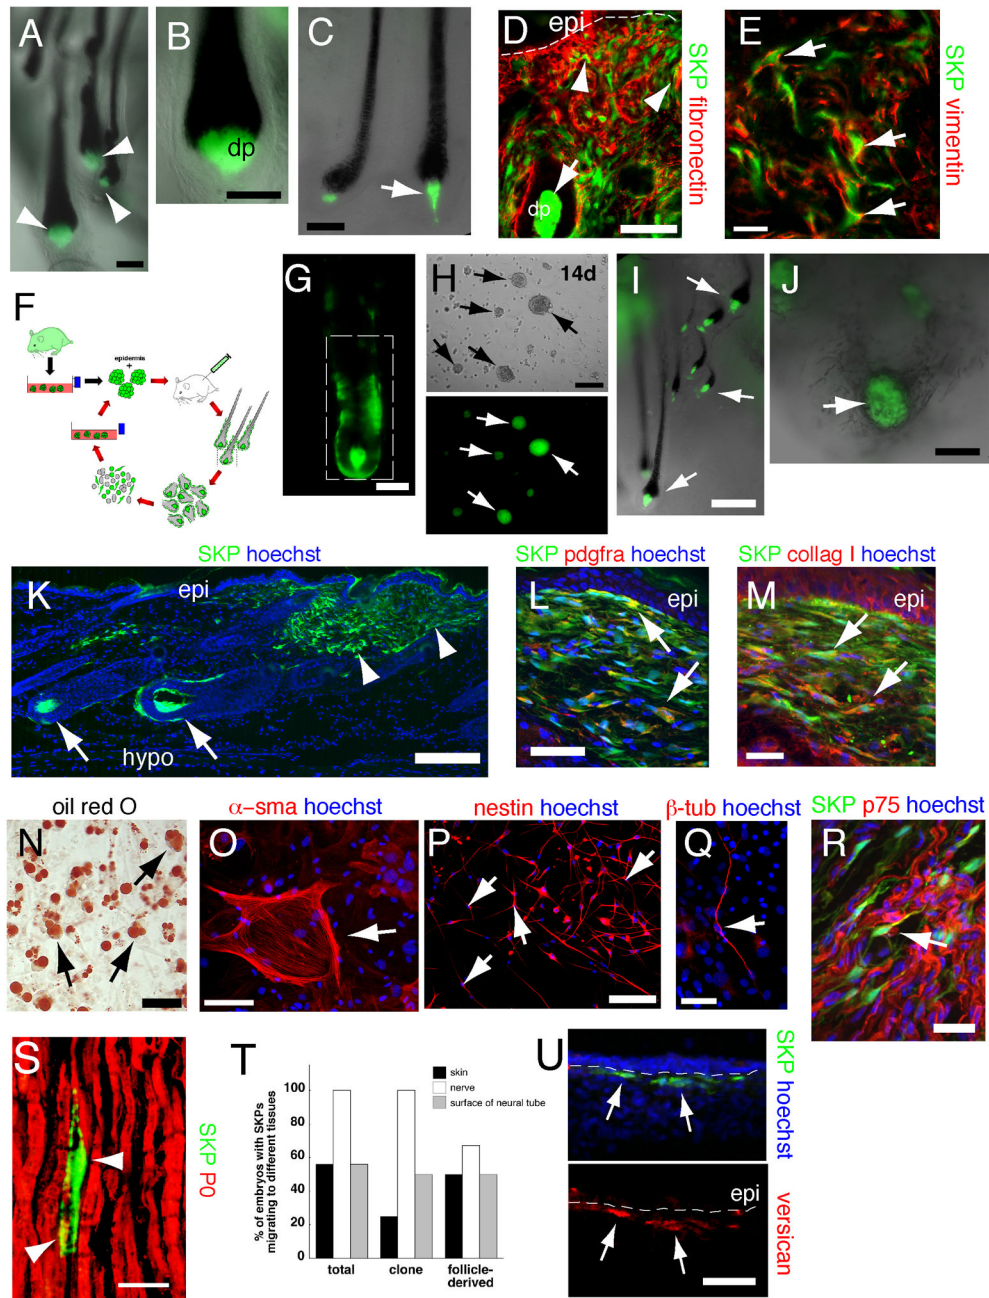 A
B
dp
C
D
epi
dp
SKP fibronectin
E
SKP vimentin
F
epidermis
+
G
H
14d
I
J
SKP hoechst
K
epi
hypo
SKP pdgfra hoechst
L
epi
SKP collag I hoechst
M
epi
oil red O
N
α-sma hoechst
O
nestin hoechst
P
β-tub hoechst
Q
SKP p75 hoechst
R
S
SKP P0
T
% of embryos with SKPs
migrating to different tissues
100
80
60
40
20
0
skin
nerve
surface of neural tube
total
clone
follicle-
derived
U
SKP hoechst
epi
versican